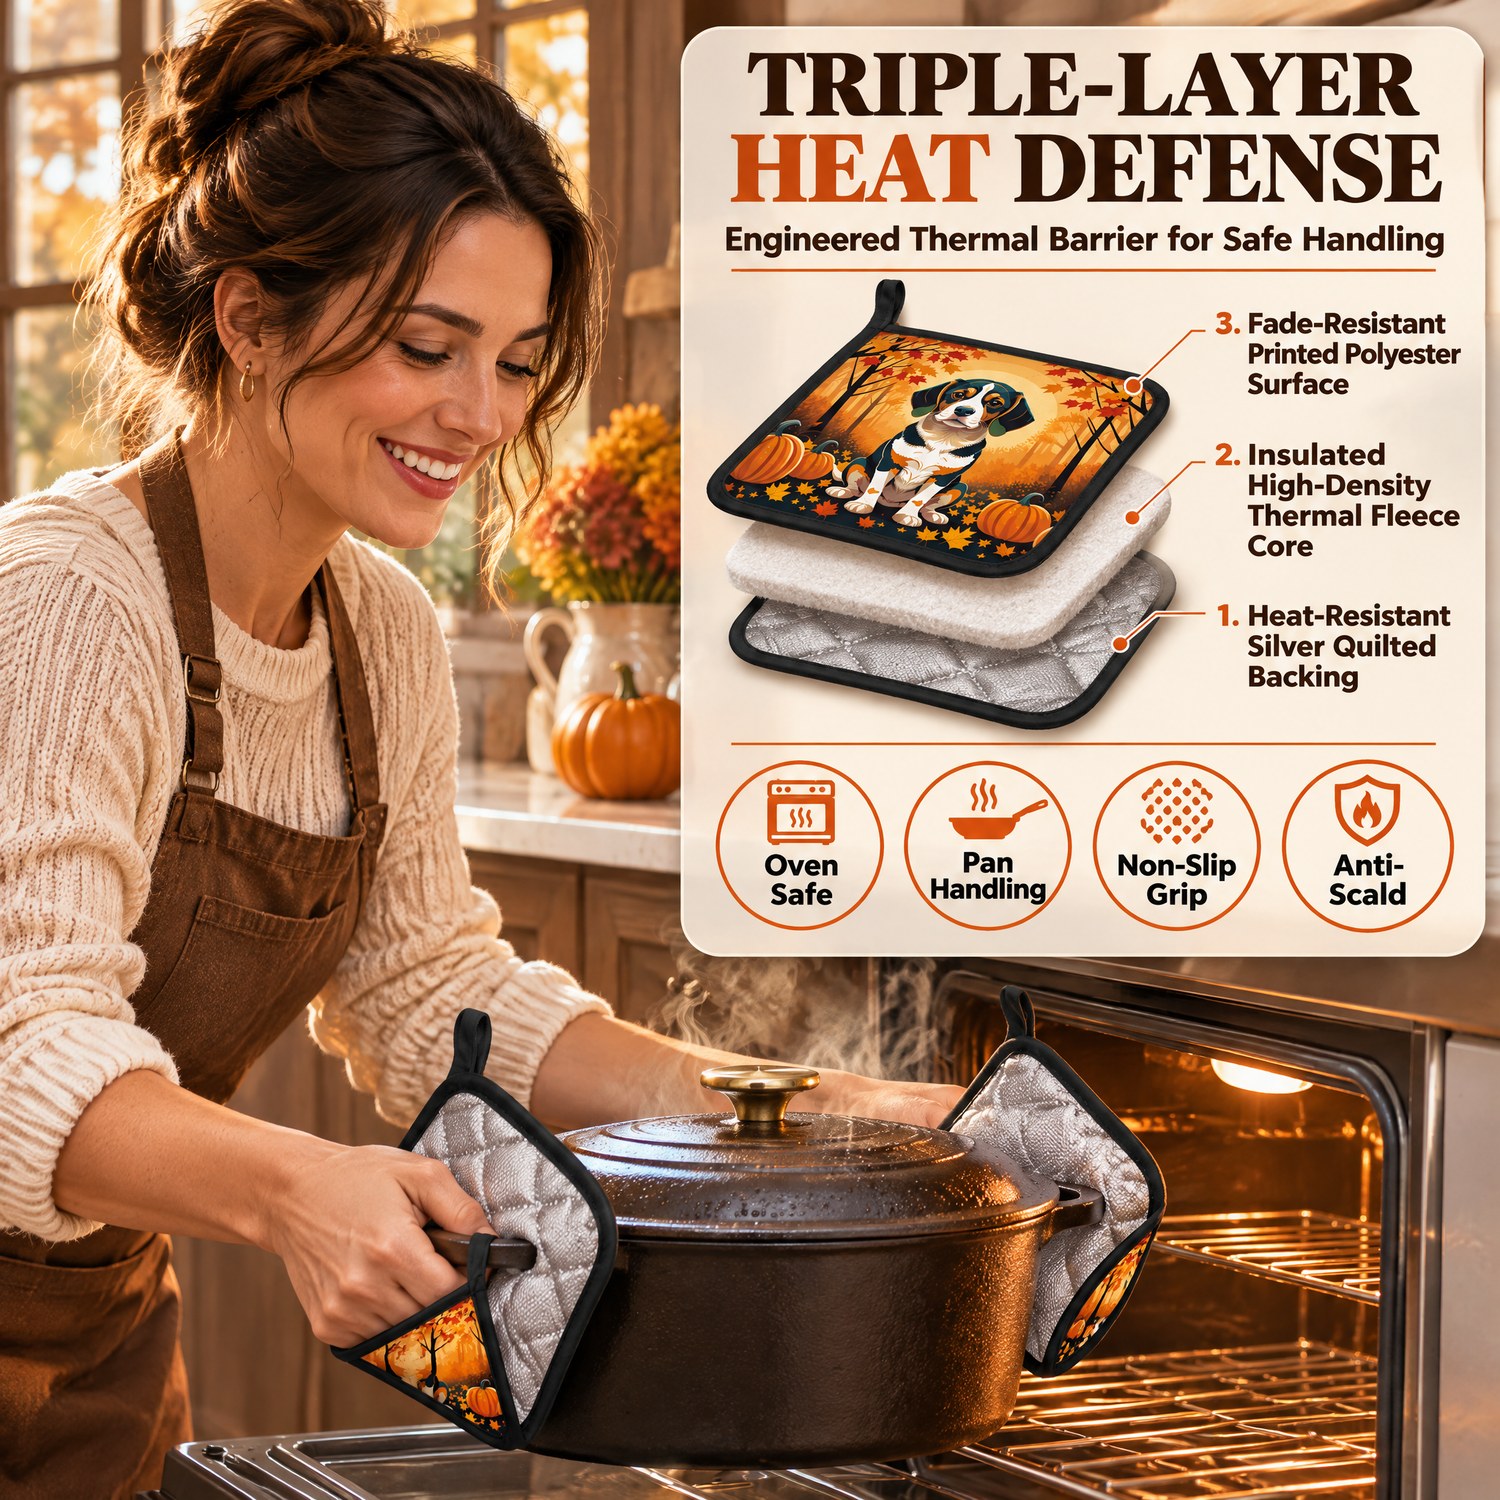 TRIPLE-LAYER
HEAT DEFENSE
Engineered Thermal Barrier for Safe Handling
3. Fade-Resistant
Printed Polyester
Surface
2. Insulated
High-Density
Thermal Fleece
Core
1. Heat-Resistant
Silver Quilted
Backing
Oven
Safe
Pan
Handling
Non-Slip
Grip
Anti-
Scald